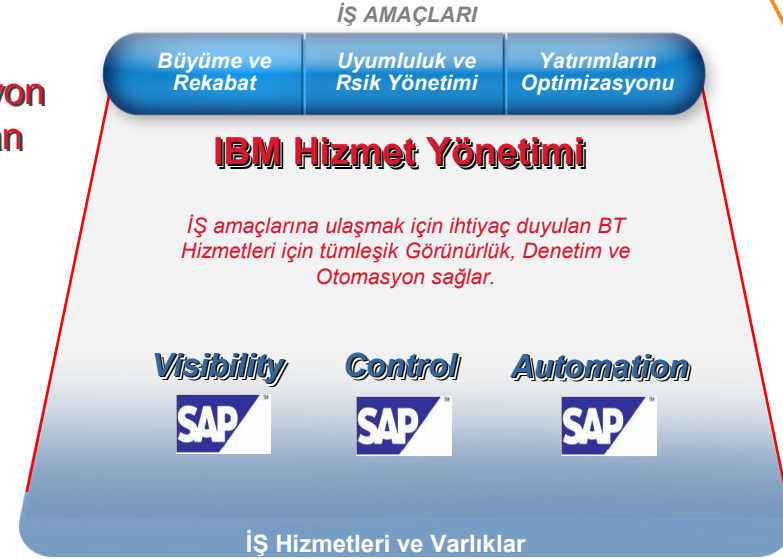 İŞ AMAÇLARI
Büyüme ve
Rekabat
Uyumluluk ve
Rsik Yönetimi
Yatırımların
Optimizasyonu
IBM Hizmet Yönetimi
İŞ amaçlarına ulaşmak için ihtiyaç duyulan BT
Hizmetleri için tümleşik Görünürlük, Denetim ve
Otomasyon sağlar.
Visibility
Control
Automation
SAP
SAP
SAP
İŞ Hizmetleri ve Varlıklar